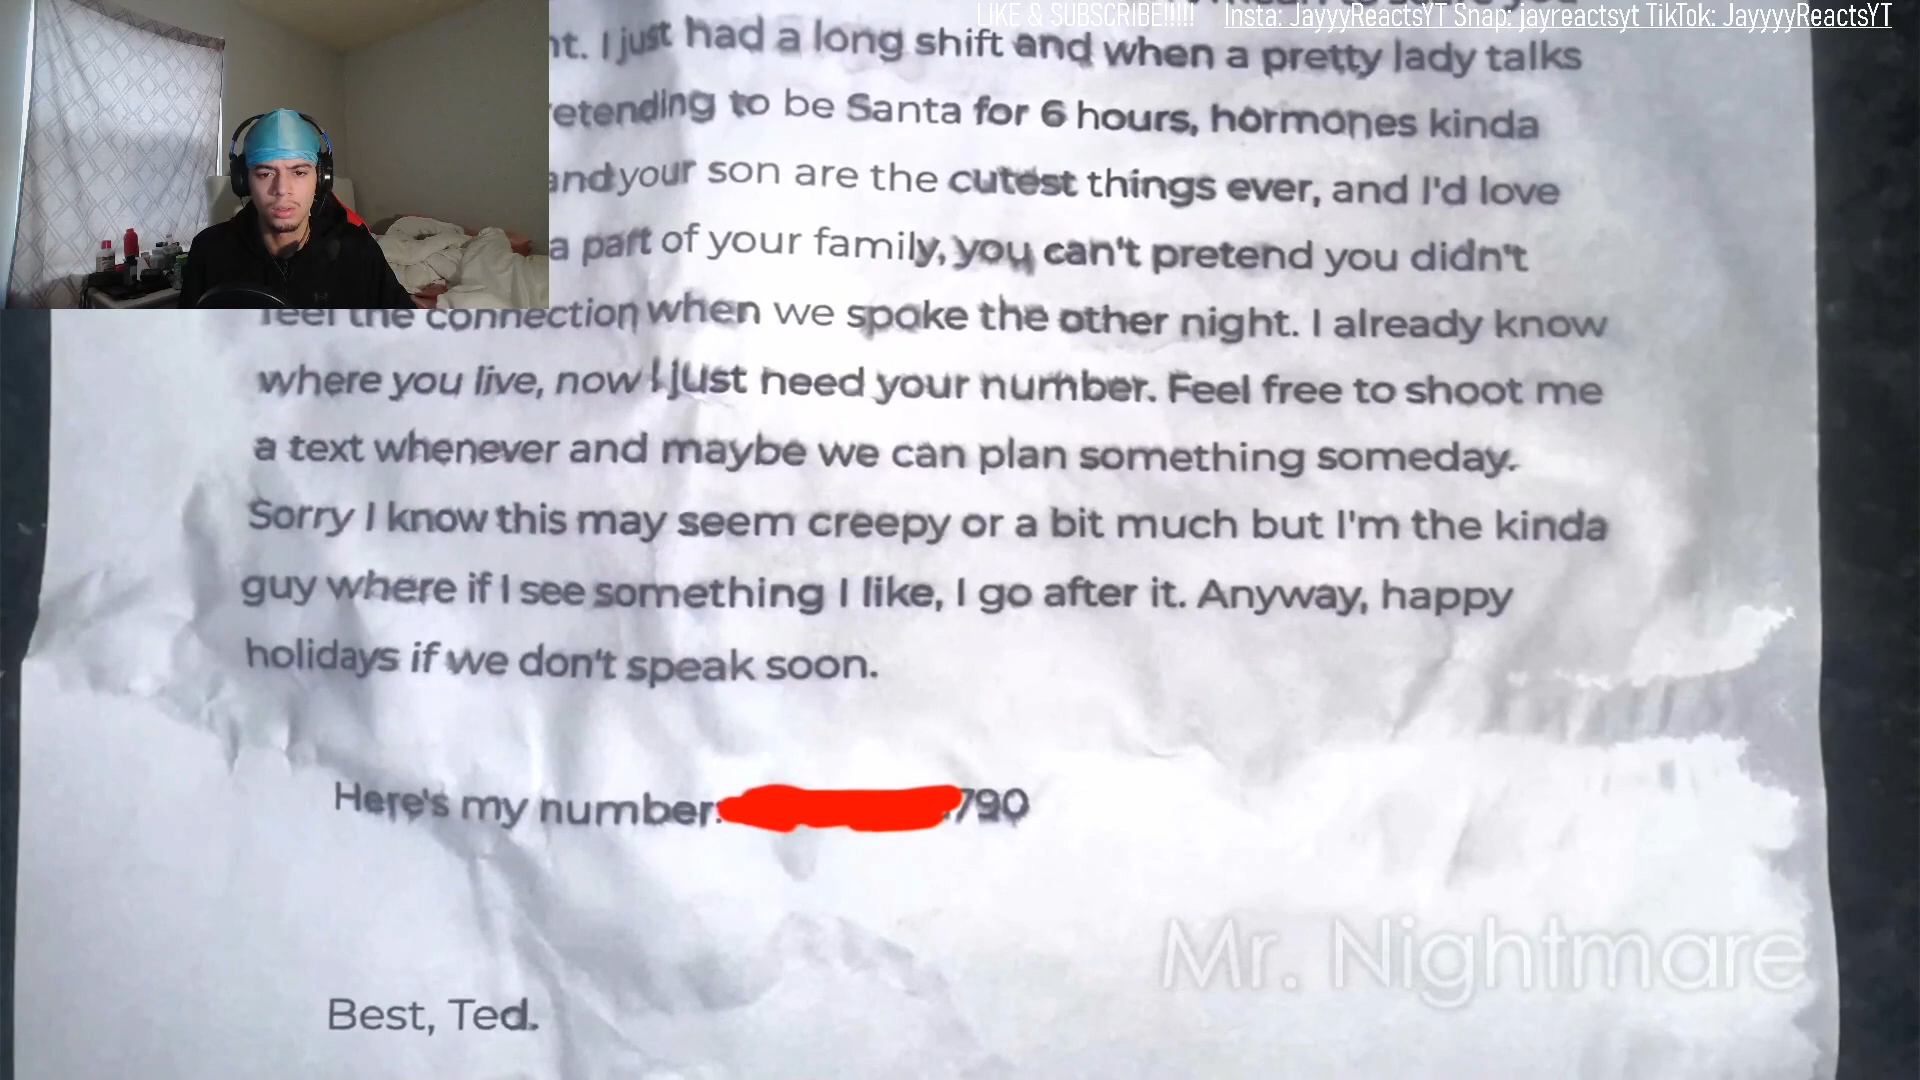 LIKE & SUBSCRIBE!!!!! Insta: JayyyReactsYT Snap: jayreactsyt TikTok: JayyyyReactsYT
I just had a long shift and when a pretty lady talks
to be Santa for 6 hours, hormones kinda
and your son are the cutest things ever, and I'd love
a part of your family, you can't pretend you didn't
feel the connection when we spoke the other night. I already know
where you live, now I just need your number. Feel free to shoot me
a text whenever and maybe we can plan something someday.
Sorry I know this may seem creepy or a bit much but I'm the kinda
guy where if I see something I like, I go after it. Anyway, happy
holidays if we don't speak soon.
Here's my number: 790
Mr. Nightmare
Best, Ted.